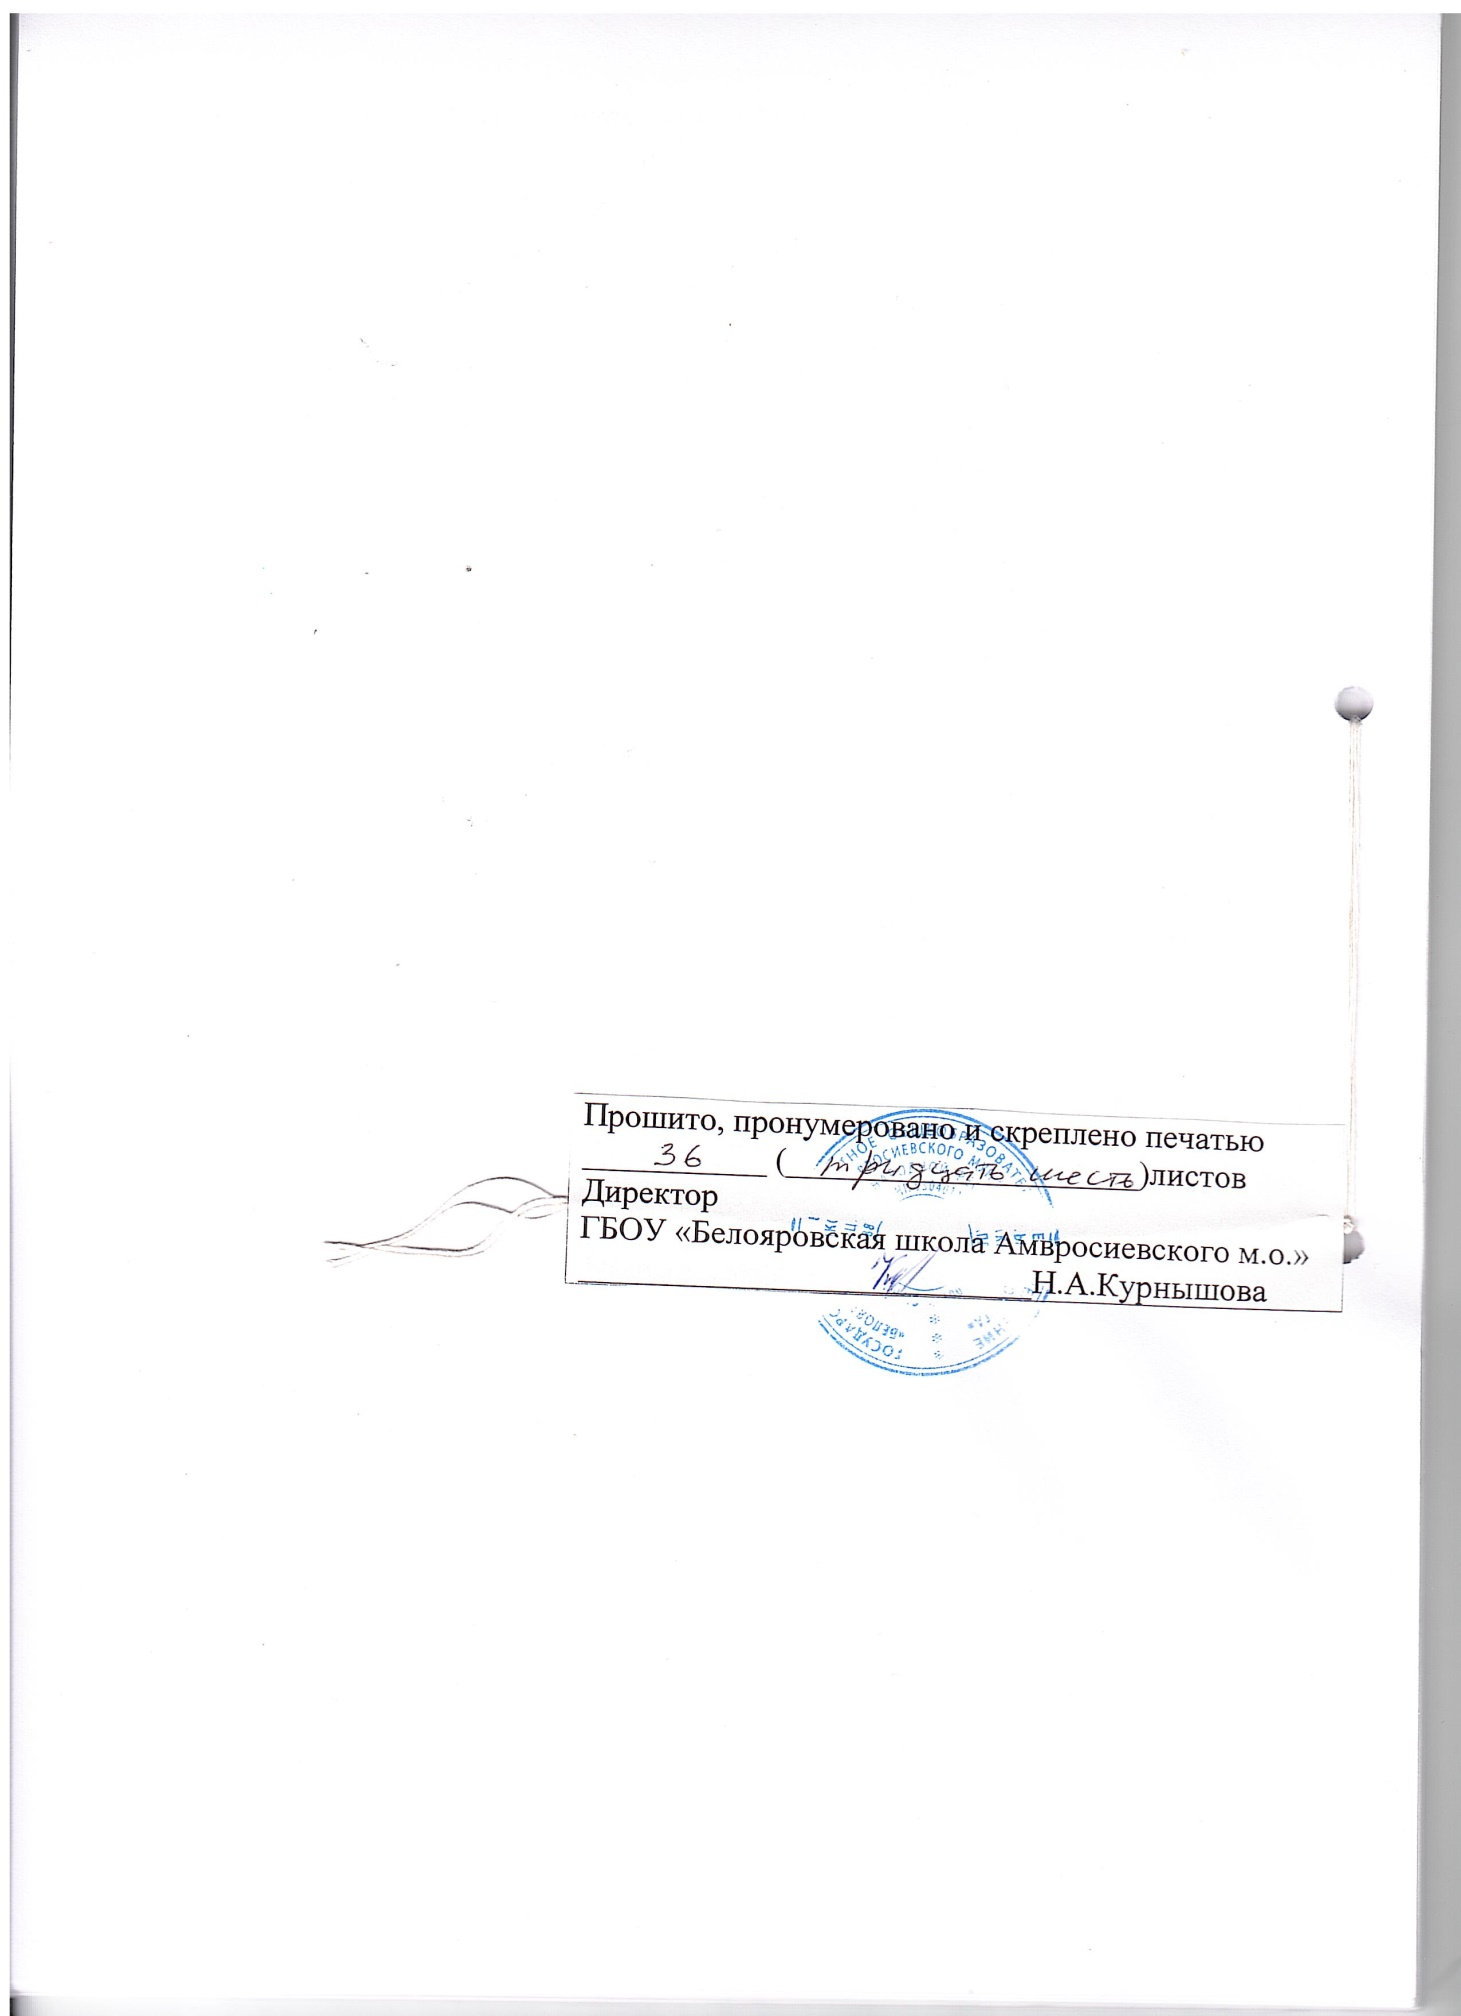 Прошито, пронумеровано и скреплено печатью
36 (тридцать шесть)листов
Директор
ГБОУ «Белояровская школа Амвросиевского м.о.»
Н.А.Курнышова